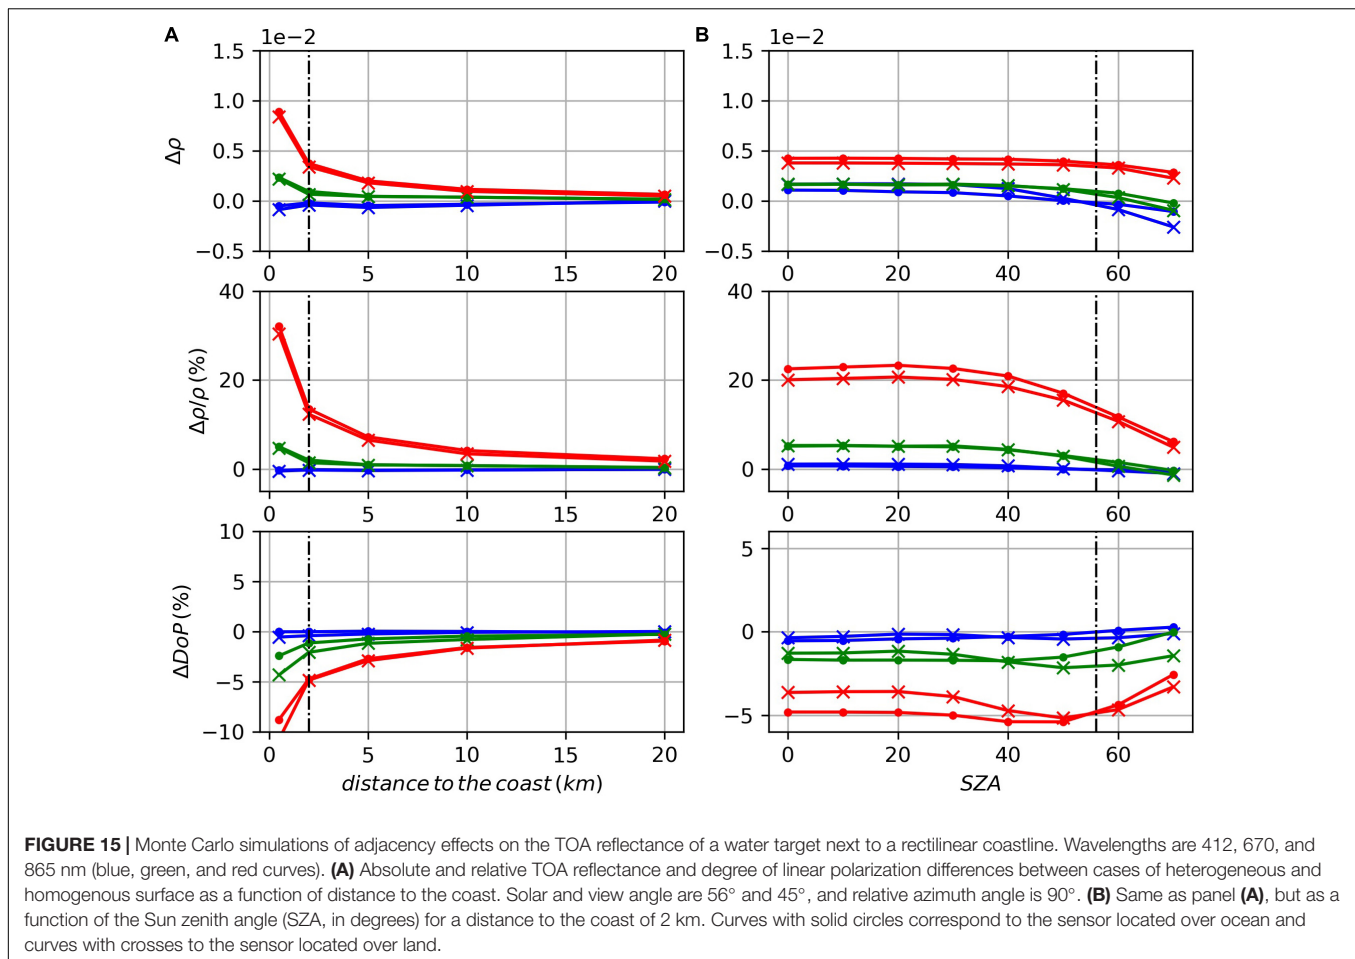 A
B
1e−2
1e−2
1.5
1.0
0.5
0.0
−0.5
Δρ
0 5 10 15 20
1.5
1.0
0.5
0.0
−0.5
0 20 40 60
40
20
0
Δρ/ρ (%)
0 5 10 15 20
40
20
0
0 20 40 60
10
5
0
−5
−10
ΔDoP (%)
0 5 10 15 20
distance to the coast (km)
5
0
−5
0 20 40 60
SZA
FIGURE 15 | Monte Carlo simulations of adjacency effects on the TOA reflectance of a water target next to a rectilinear coastline. Wavelengths are 412, 670, and
865 nm (blue, green, and red curves). (A) Absolute and relative TOA reflectance and degree of linear polarization differences between cases of heterogeneous and
homogenous surface as a function of distance to the coast. Solar and view angle are 56° and 45°, and relative azimuth angle is 90°. (B) Same as panel (A), but as a
function of the Sun zenith angle (SZA, in degrees) for a distance to the coast of 2 km. Curves with solid circles correspond to the sensor located over ocean and
curves with crosses to the sensor located over land.